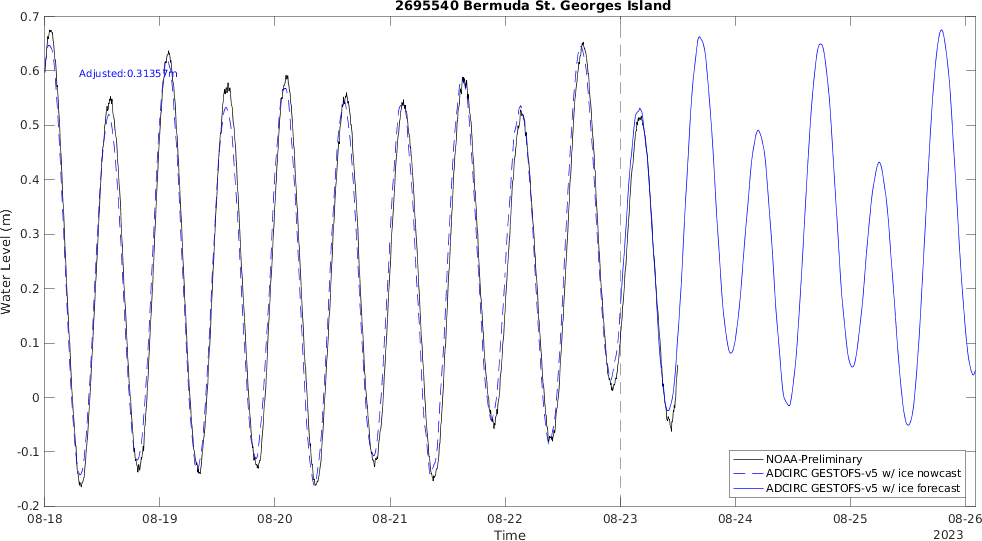 2695540 Bermuda St. Georges Island
0.7
0.6
0.5
0.4
0.3
0.2
0.1
0
-0.1
-0.2
Water Level (m)
Adjusted:0.31357m
NOAA-Preliminary
ADCIRC GESTOFS-v5 w/ ice nowcast
ADCIRC GESTOFS-v5 w/ ice forecast
08-18 08-19 08-20 08-21 08-22 08-23 08-24 08-25 08-26
Time
2023